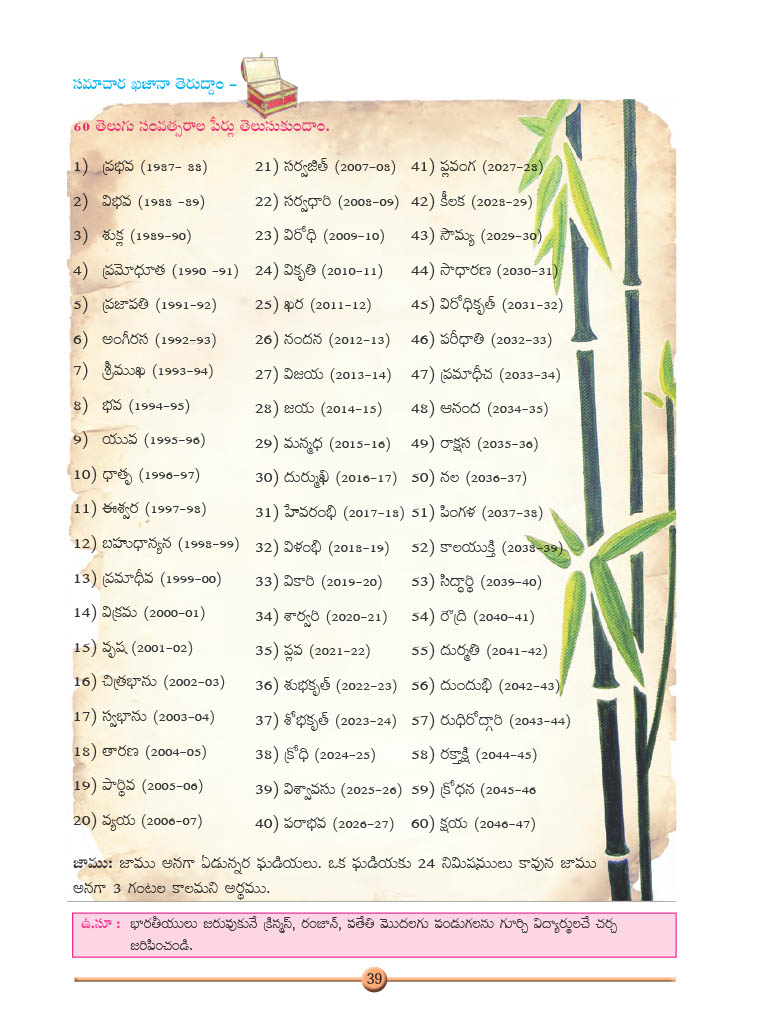 సమాచార ఖజానా తెరుద్దాం –
60 తెలుగు సంవత్సరాల పేర్లు తెలుసుకుందాం.
1) ప్రభవ (1987– 88)
2) విభవ (1988 –89)
3) శుక్ల (1989–90)
4) ప్రమోధూత (1990 –91)
5) ప్రజాపతి (1991–92)
6) అంగీరస (1992–93)
7) శ్రీముఖ (1993–94)
8) భవ (1994–95)
9) యువ (1995–96)
10) ధాతృ (1996–97)
11) ఈశ్వర (1997–98)
12) బహుధాన్యన (1998–99)
13) ప్రమాధీవ (1999–00)
14) విక్రమ (2000–01)
15) వృష (2001–02)
16) చిత్రభాను (2002–03)
17) స్వభాను (2003–04)
18) తారణ (2004–05)
19) పార్థివ (2005–06)
20) వ్యయ (2006–07)
21) సర్వజిత్ (2007–08)
22) సర్వధారి (2008–09)
23) విరోధి (2009–10)
24) వికృతి (2010–11)
25) ఖర (2011–12)
26) నందన (2012–13)
27) విజయ (2013–14)
28) జయ (2014–15)
29) మన్మధ (2015–16)
30) దుర్ముఖి (2016–17)
31) హేవరంభి (2017–18)
32) విళంభి (2018–19)
33) వికారి (2019–20)
34) శార్వరి (2020–21)
35) ప్లవ (2021–22)
36) శుభకృత్ (2022–23)
37) శోభకృత్ (2023–24)
38) క్రోధి (2024–25)
39) విశ్వావసు (2025–26)
40) పరాభవ (2026–27)
41) ప్లవంగ (2027–28)
42) కీలక (2028–29)
43) సౌమ్య (2029–30)
44) సాధారణ (2030–31)
45) విరోధికృత్ (2031–32)
46) పరీధాతి (2032–33)
47) ప్రమాధీచ (2033–34)
48) ఆనంద (2034–35)
49) రాక్షస (2035–36)
50) నల (2036–37)
51) పింగళ (2037–38)
52) కాలయుక్తి (2038–39)
53) సిద్ధార్థి (2039–40)
54) రౌద్రి (2040–41)
55) దుర్మతి (2041–42)
56) దుందుభి (2042–43)
57) రుధిరోద్గారి (2043–44)
58) రక్తాక్షి (2044–45)
59) క్రోధన (2045–46
60) క్షయ (2046–47)
జాము: జాము అనగా ఏడున్నర ఘడియలు. ఒక ఘడియకు 24 నిమిషములు కావున జాము
అనగా 3 గంటల కాలమని అర్థము.
ఉ.సూ : భారతీయులు జరుపుకునే క్రిస్మస్, రంజాన్, పతేతి మొదలగు పండుగలను గూర్చి విద్యార్థులచే చర్చ
జరిపించండి.
39